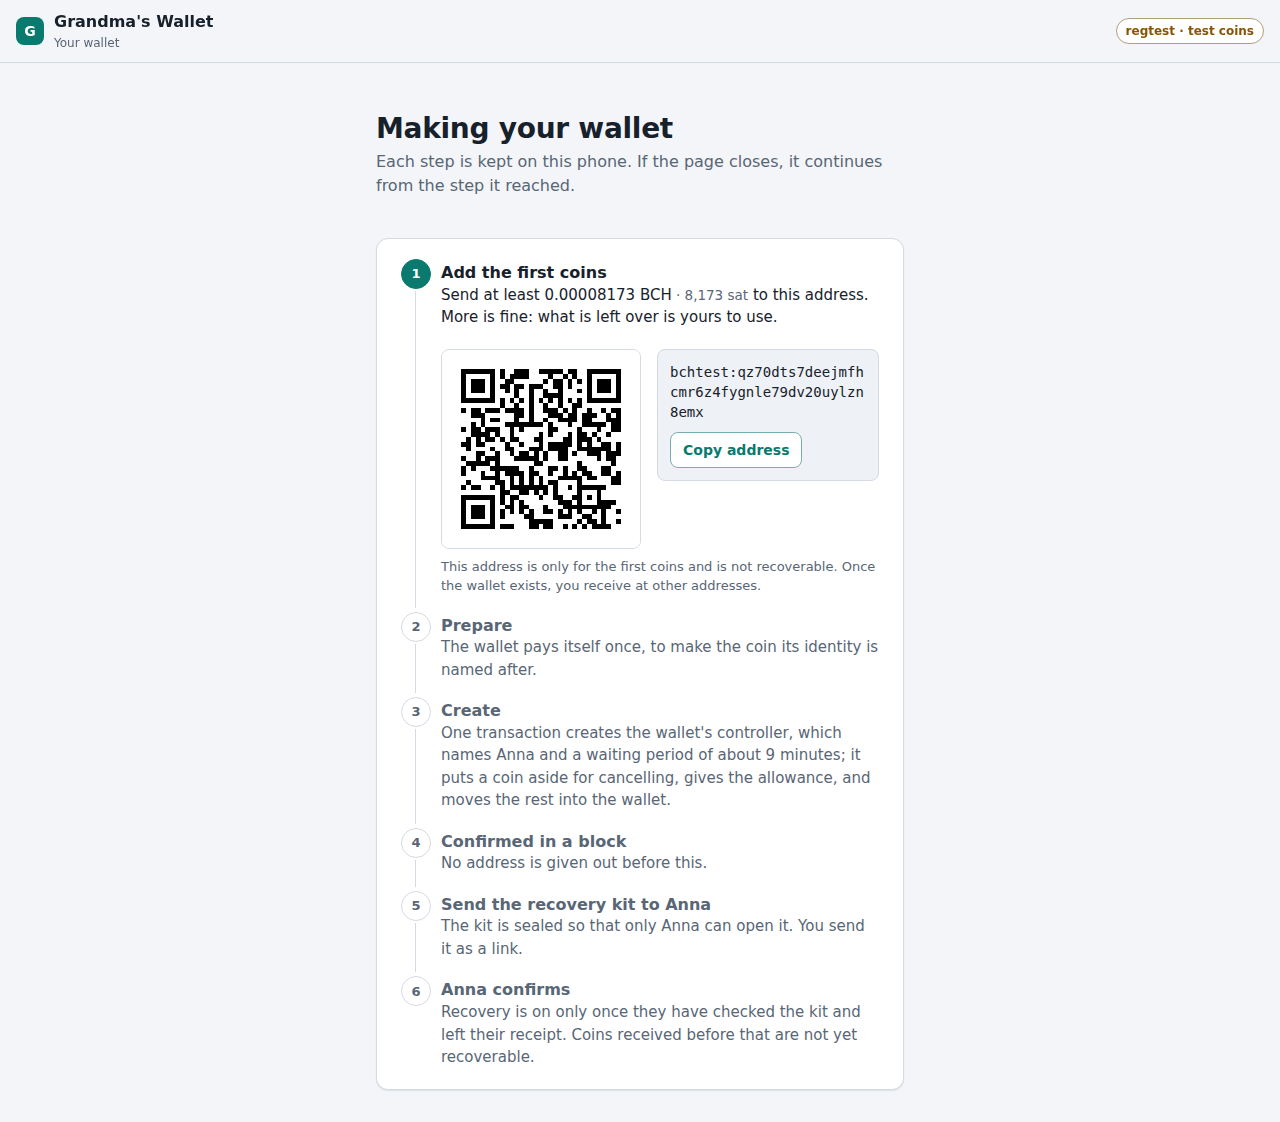 G
Grandma's Wallet
Your wallet
regtest · test coins
Making your wallet
Each step is kept on this phone. If the page closes, it continues
from the step it reached.
1
Add the first coins
Send at least 0.00008173 BCH · 8,173 sat to this address.
More is fine: what is left over is yours to use.
bchtest:qz70dts7deejmfh
cmr6z4fygnle79dv20uylzn
8emx
Copy address
This address is only for the first coins and is not recoverable. Once
the wallet exists, you receive at other addresses.
2
Prepare
The wallet pays itself once, to make the coin its identity is
named after.
3
Create
One transaction creates the wallet's controller, which
names Anna and a waiting period of about 9 minutes; it
puts a coin aside for cancelling, gives the allowance, and
moves the rest into the wallet.
4
Confirmed in a block
No address is given out before this.
5
Send the recovery kit to Anna
The kit is sealed so that only Anna can open it. You send
it as a link.
6
Anna confirms
Recovery is on only once they have checked the kit and
left their receipt. Coins received before that are not yet
recoverable.